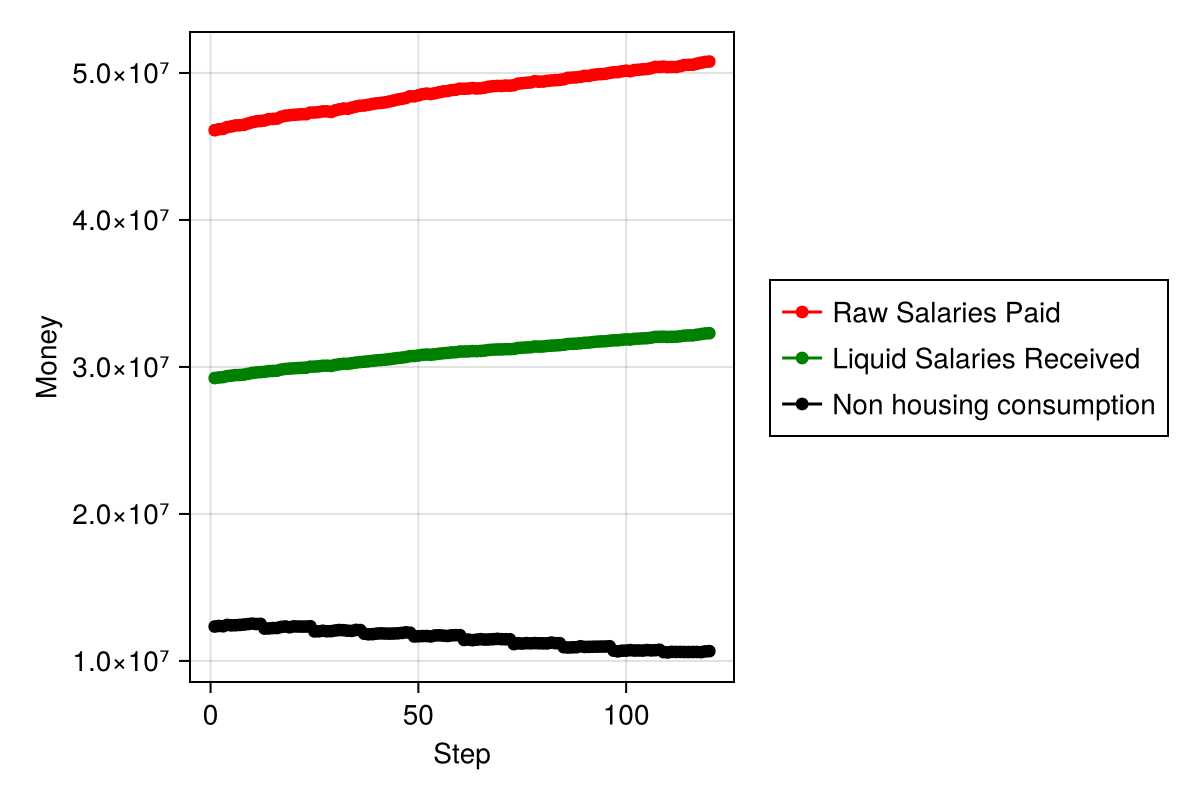 5.0×10⁷
4.0×10⁷
3.0×10⁷
2.0×10⁷
1.0×10⁷
Money
0 50 100
Step
Raw Salaries Paid
Liquid Salaries Received
Non housing consumption